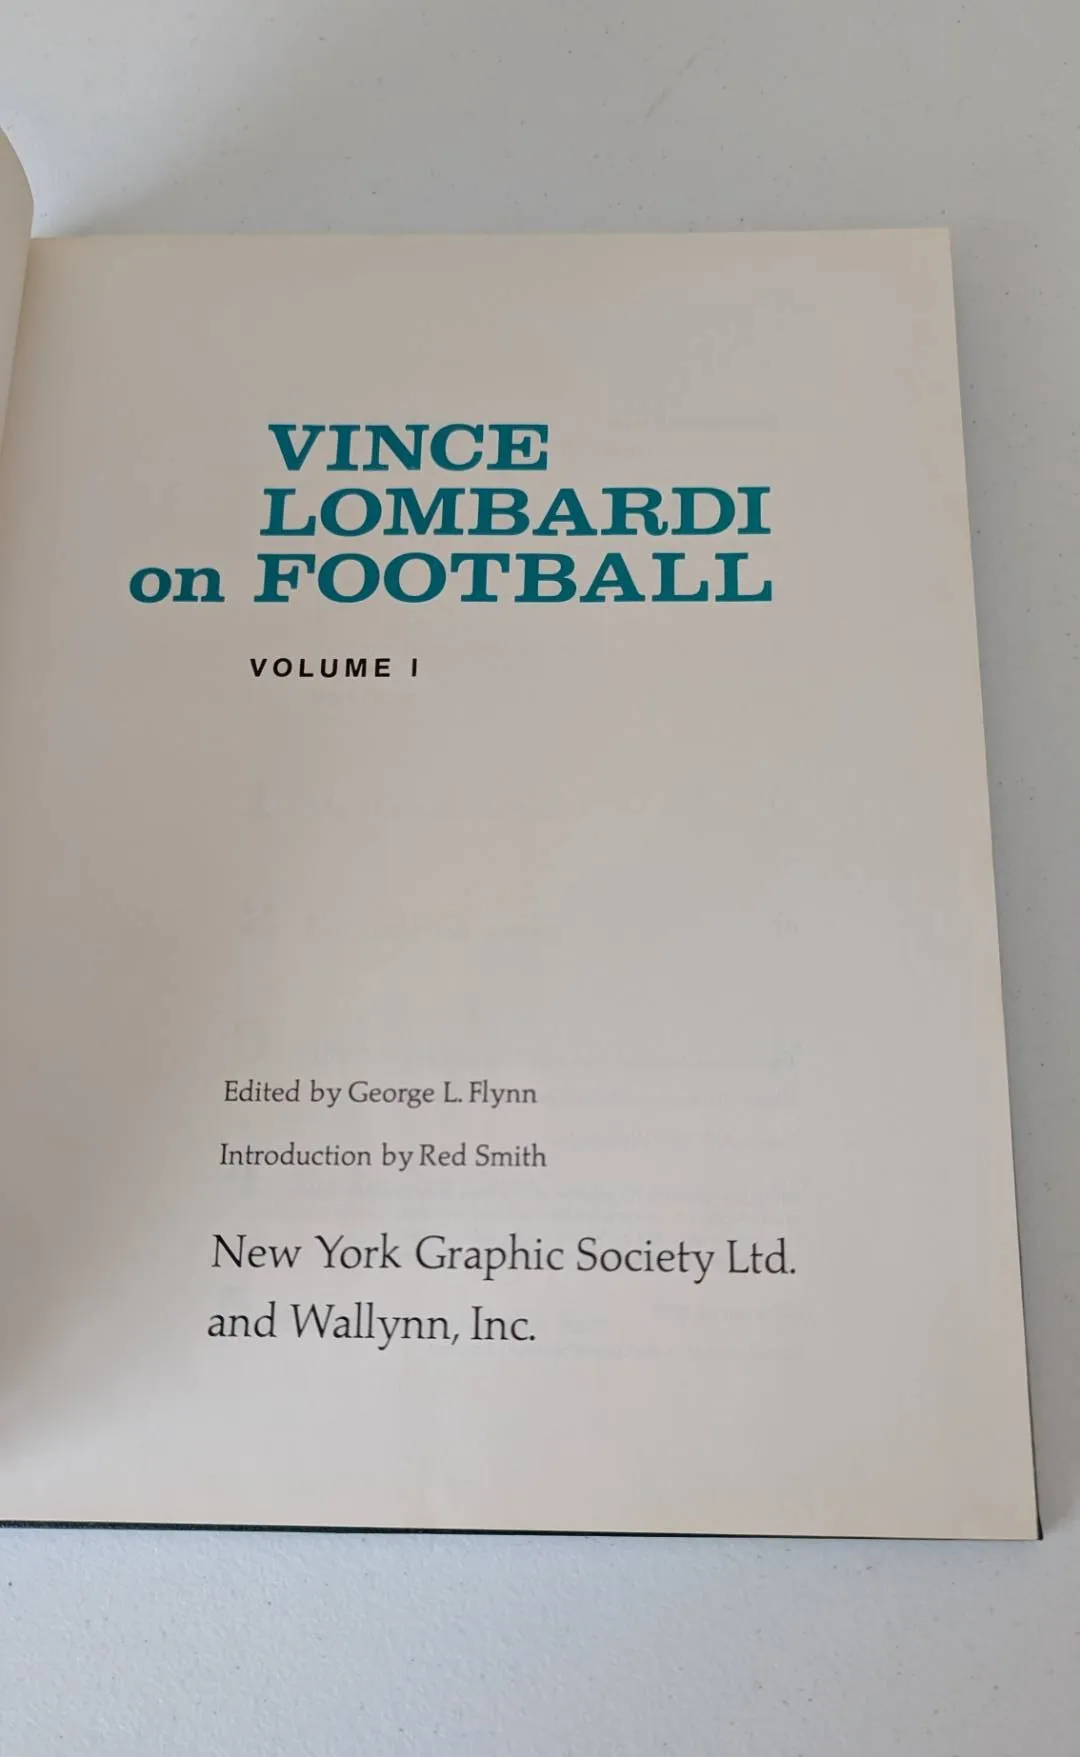 VINCE
LOMBARDI
on FOOTBALL
VOLUME I
Edited by George L. Flynn
Introduction by Red Smith
New York Graphic Society Ltd.
and Wallynn, Inc.